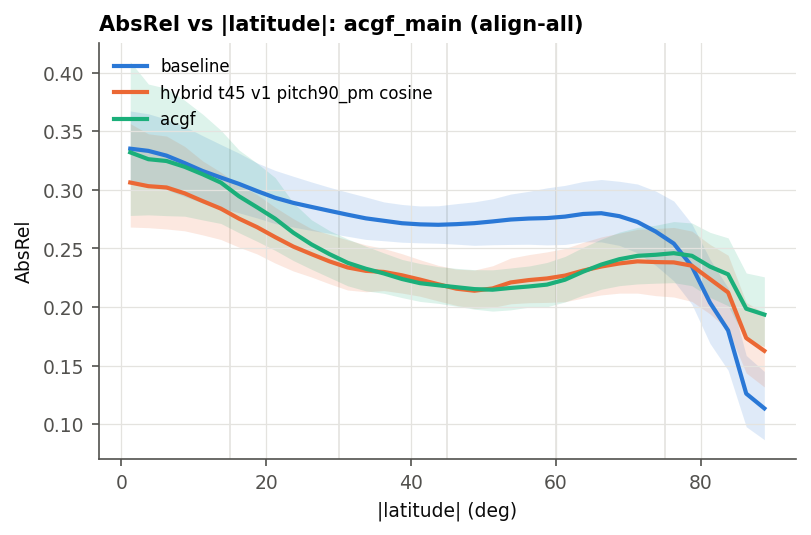 AbsRel vs |latitude|: acgf_main (align-all)
baseline
hybrid t45 v1 pitch90_pm cosine
acgf
0.40
0.35
0.30
0.25
0.20
0.15
0.10
AbsRel
0 20 40 60 80
|latitude| (deg)